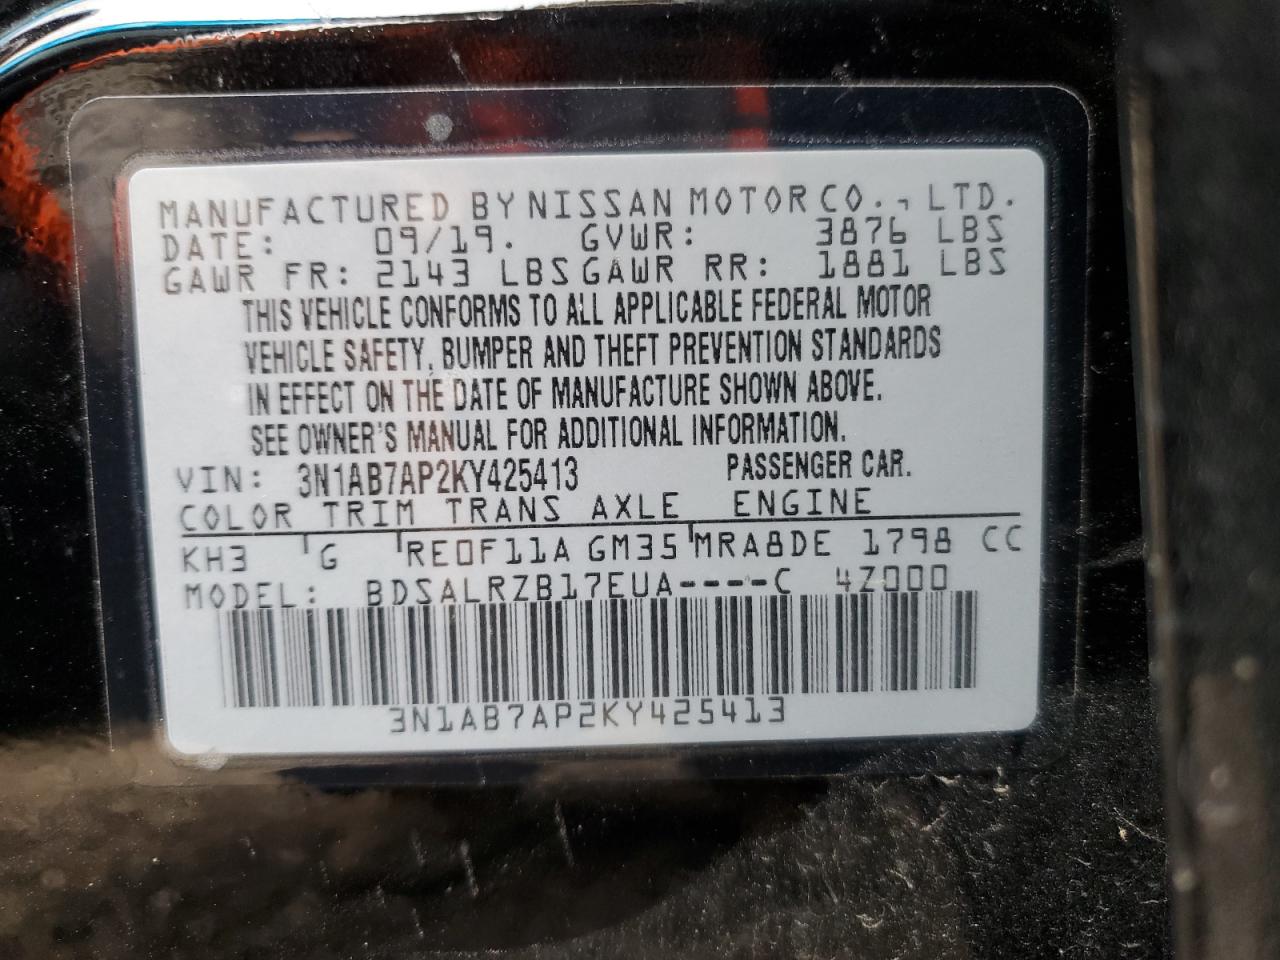 MANUFACTURED BY NISSAN MOTOR CO., LTD.
DATE: 09/19. GVWR: 3876 LBS
GAWR FR: 2143 LBS GAWR RR: 1881 LBS
THIS VEHICLE CONFORMS TO ALL APPLICABLE FEDERAL MOTOR
VEHICLE SAFETY, BUMPER AND THEFT PREVENTION STANDARDS
IN EFFECT ON THE DATE OF MANUFACTURE SHOWN ABOVE.
SEE OWNER'S MANUAL FOR ADDITIONAL INFORMATION.
VIN: 3N1AB7AP2KY425413 PASSENGER CAR.
COLOR TRIM TRANS AXLE ENGINE
KH3 G RE0F11A GM35 MRA8DE 1798 CC
MODEL: BDSALRZB17EUA----C 4Z000
3N1AB7AP2KY425413